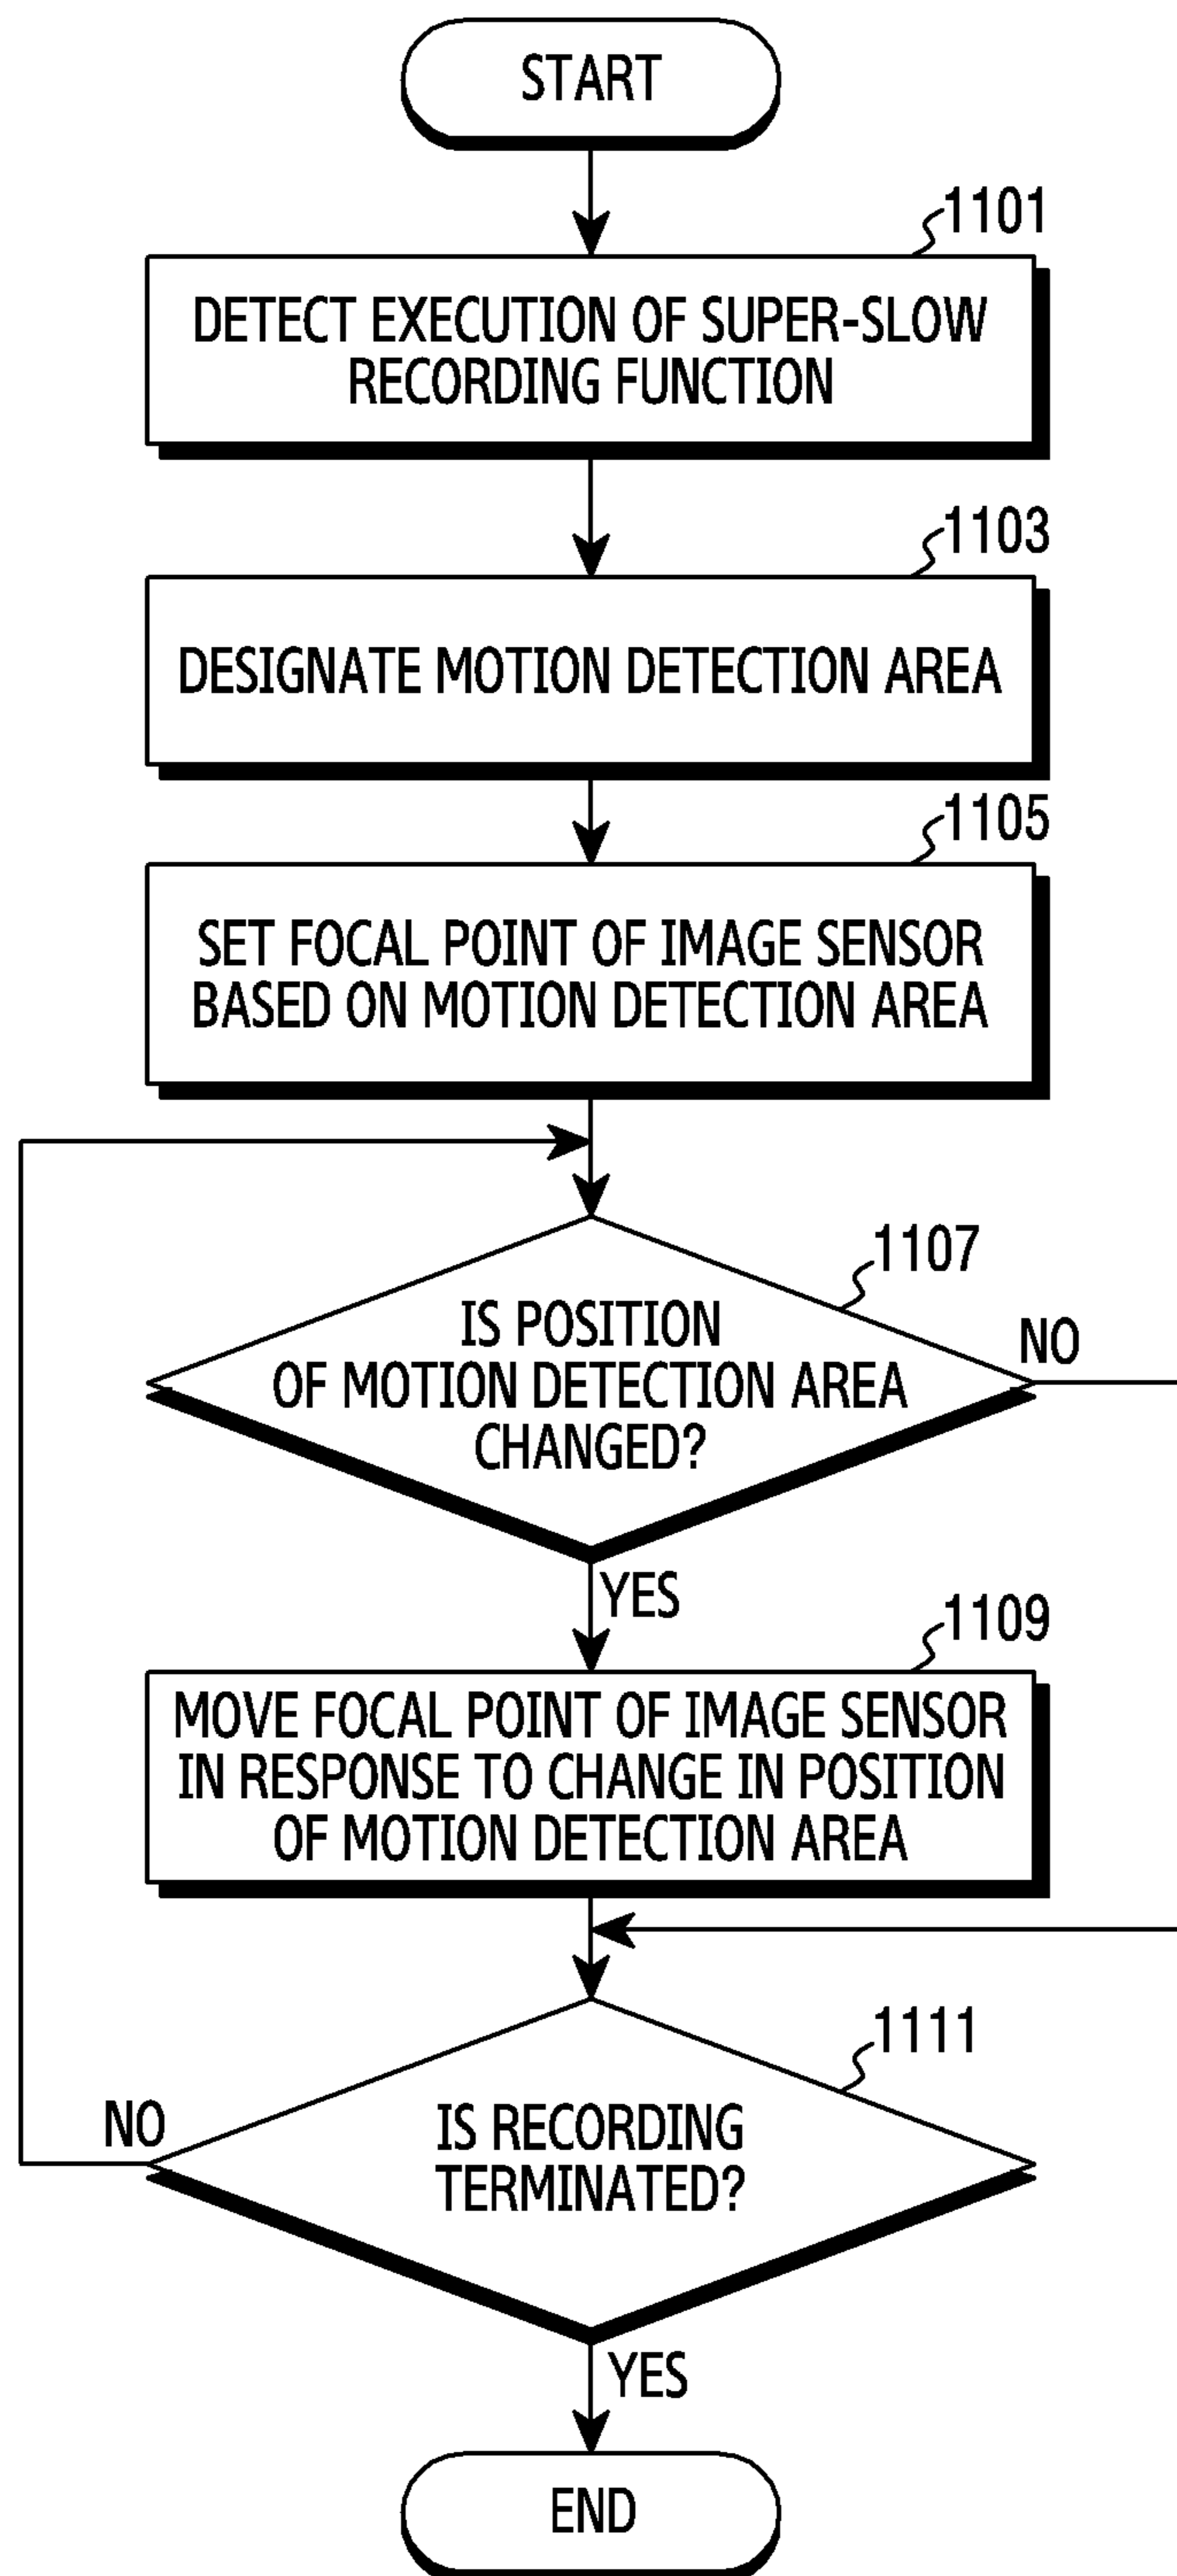 START
1101
DETECT EXECUTION OF SUPER-SLOW
RECORDING FUNCTION
1103
DESIGNATE MOTION DETECTION AREA
1105
SET FOCAL POINT OF IMAGE SENSOR
BASED ON MOTION DETECTION AREA
1107
IS POSITION
OF MOTION DETECTION AREA
CHANGED?
NO
YES
1109
MOVE FOCAL POINT OF IMAGE SENSOR
IN RESPONSE TO CHANGE IN POSITION
OF MOTION DETECTION AREA
1111
IS RECORDING
TERMINATED?
NO
YES
END